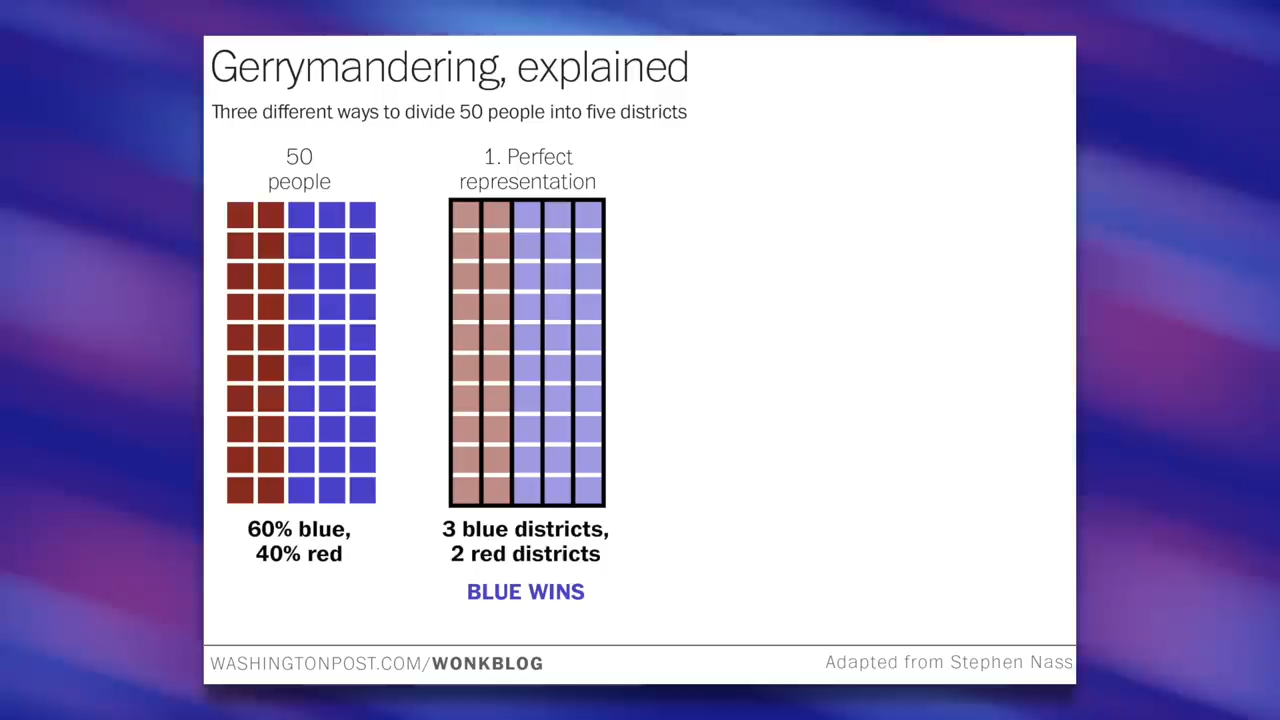 Gerrymandering, explained
Three different ways to divide 50 people into five districts
50
people
60% blue,
40% red
1. Perfect
representation
3 blue districts,
2 red districts
BLUE WINS
WASHINGTONPOST.COM/WONKBLOG
Adapted from Stephen Nass